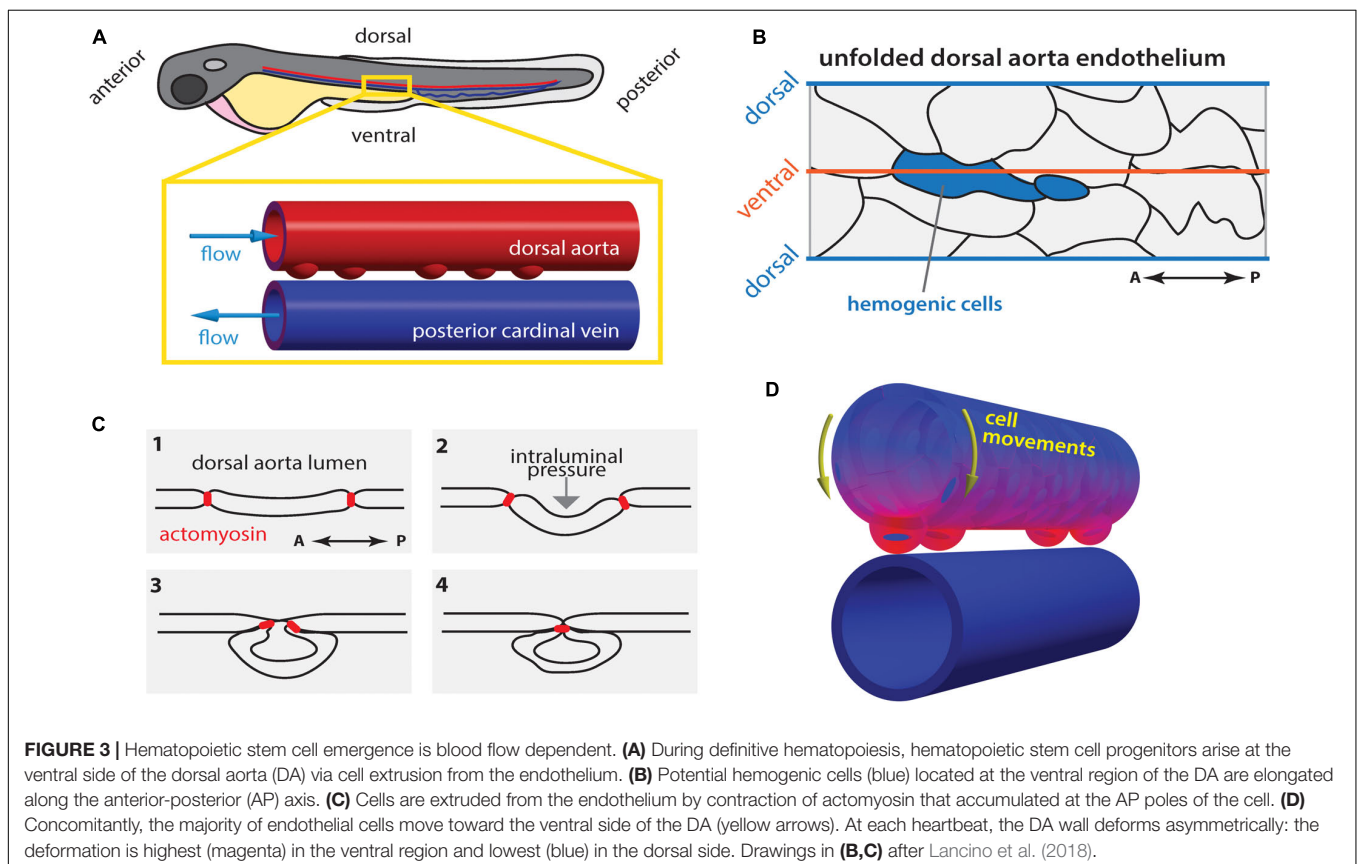 A
dorsal
anterior
posterior
ventral
flow
dorsal aorta
flow
posterior cardinal vein
B
unfolded dorsal aorta endothelium
dorsal
ventral
dorsal
A P
hemogenic cells
C
1
dorsal aorta lumen
actomyosin
A P
2
intraluminal
pressure
3
4
D
cell
movements
FIGURE 3 | Hematopoietic stem cell emergence is blood flow dependent. (A) During definitive hematopoiesis, hematopoietic stem cell progenitors arise at the
ventral side of the dorsal aorta (DA) via cell extrusion from the endothelium. (B) Potential hemogenic cells (blue) located at the ventral region of the DA are elongated
along the anterior-posterior (AP) axis. (C) Cells are extruded from the endothelium by contraction of actomyosin that accumulated at the AP poles of the cell. (D)
Concomitantly, the majority of endothelial cells move toward the ventral side of the DA (yellow arrows). At each heartbeat, the DA wall deforms asymmetrically: the
deformation is highest (magenta) in the ventral region and lowest (blue) in the dorsal side. Drawings in (B,C) after Lancino et al. (2018).